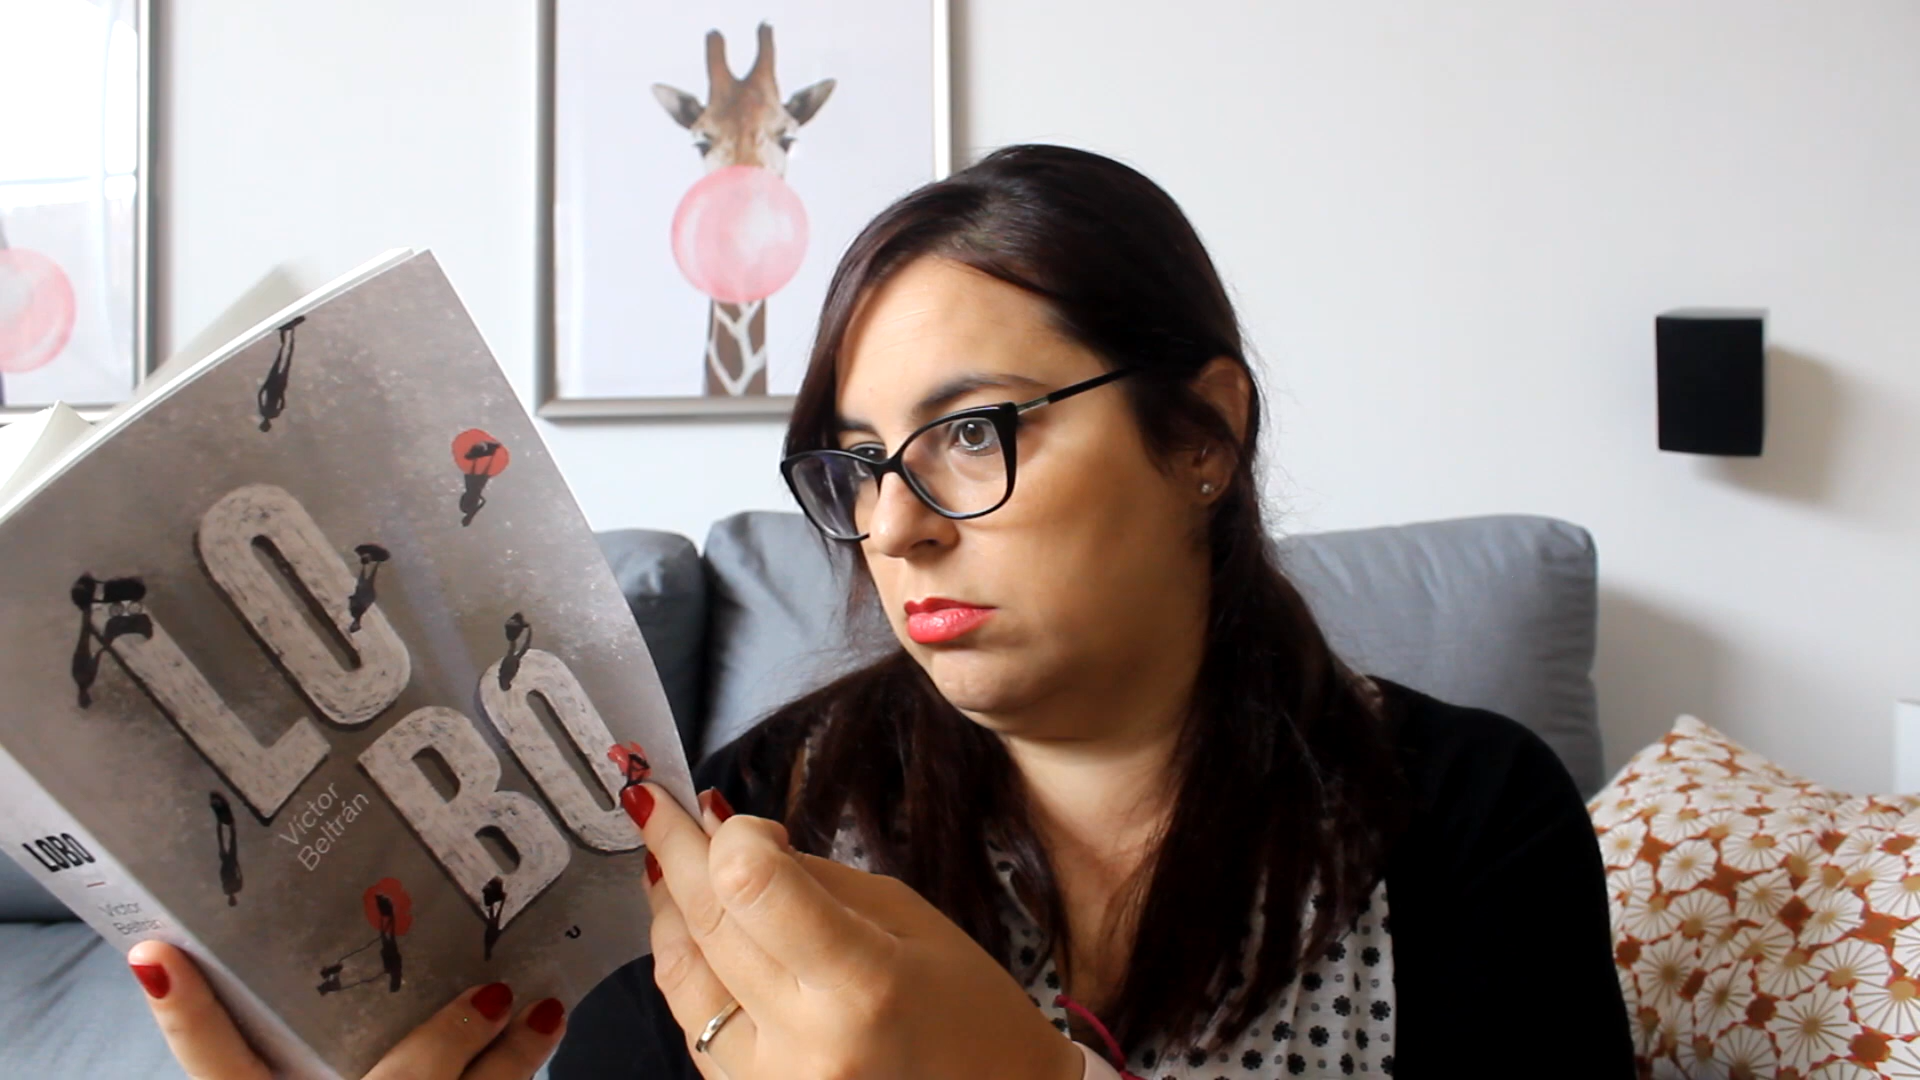 LO
BO
Víctor
Beltrán
LOBO
Víctor
Beltrán